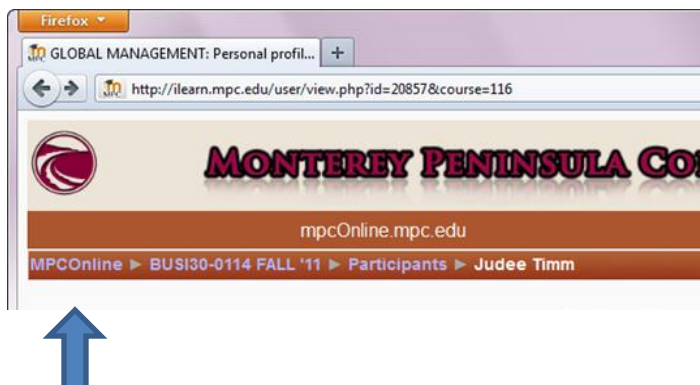 Firefox
GLOBAL MANAGEMENT: Personal profil...
http://ilearn.mpc.edu/user/view.php?id=20857&course=116
MONTEREY PENINSULA CO
mpcOnline.mpc.edu
MPCOnline ► BUSI30-0114 FALL '11 ► Participants ► Judee Timm